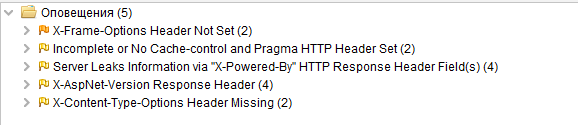 Оповещения (5)
X-Frame-Options Header Not Set (2)
Incomplete or No Cache-control and Pragma HTTP Header Set (2)
Server Leaks Information via "X-Powered-By" HTTP Response Header Field(s) (4)
X-AspNet-Version Response Header (4)
X-Content-Type-Options Header Missing (2)